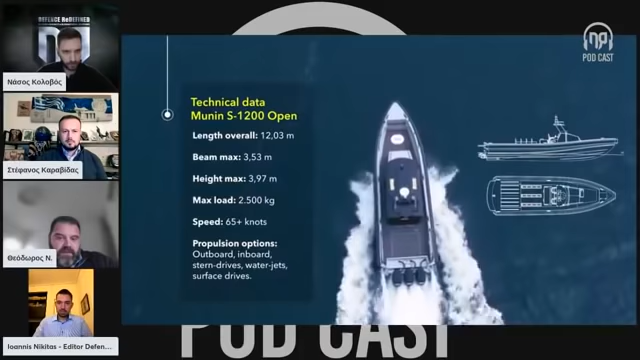 DEFENCE ReDEFINED
Νάσος Κολοβός
Στέφανος Καραβίδας
Θεόδωρος Ν.
Ioannis Nikitas - Editor Defen...
Technical data
Munin S-1200 Open
Length overall: 12,03 m
Beam max: 3,53 m
Height max: 3,97 m
Max load: 2.500 kg
Speed: 65+ knots
Propulsion options:
Outboard, inboard,
stern-drives, water-jets,
surface drives.
POD CAST
POD CAST